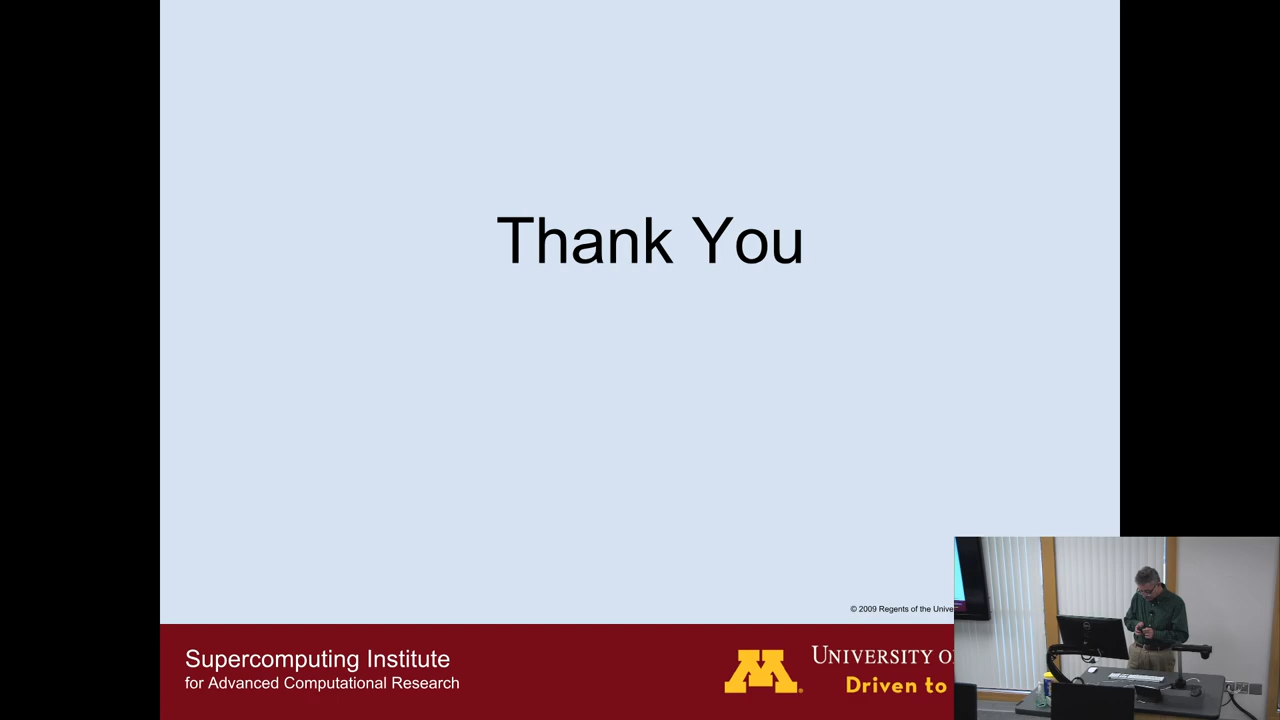 Thank You
© 2009 Regents of the Unive
Supercomputing Institute
for Advanced Computational Research
M
UNIVERSITY O
Driven to